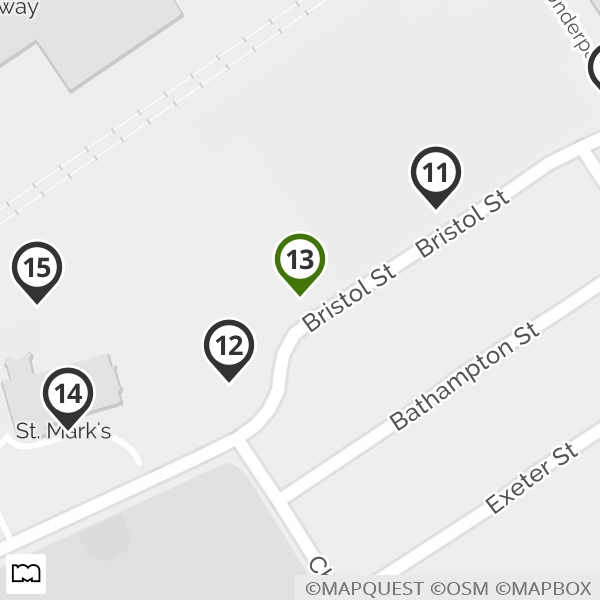 way
11
Bristol St
13
Bristol St
15
12
Bathampton St
14
St. Mark's
Exeter St
©MAPQUEST ©OSM ©MAPBOX